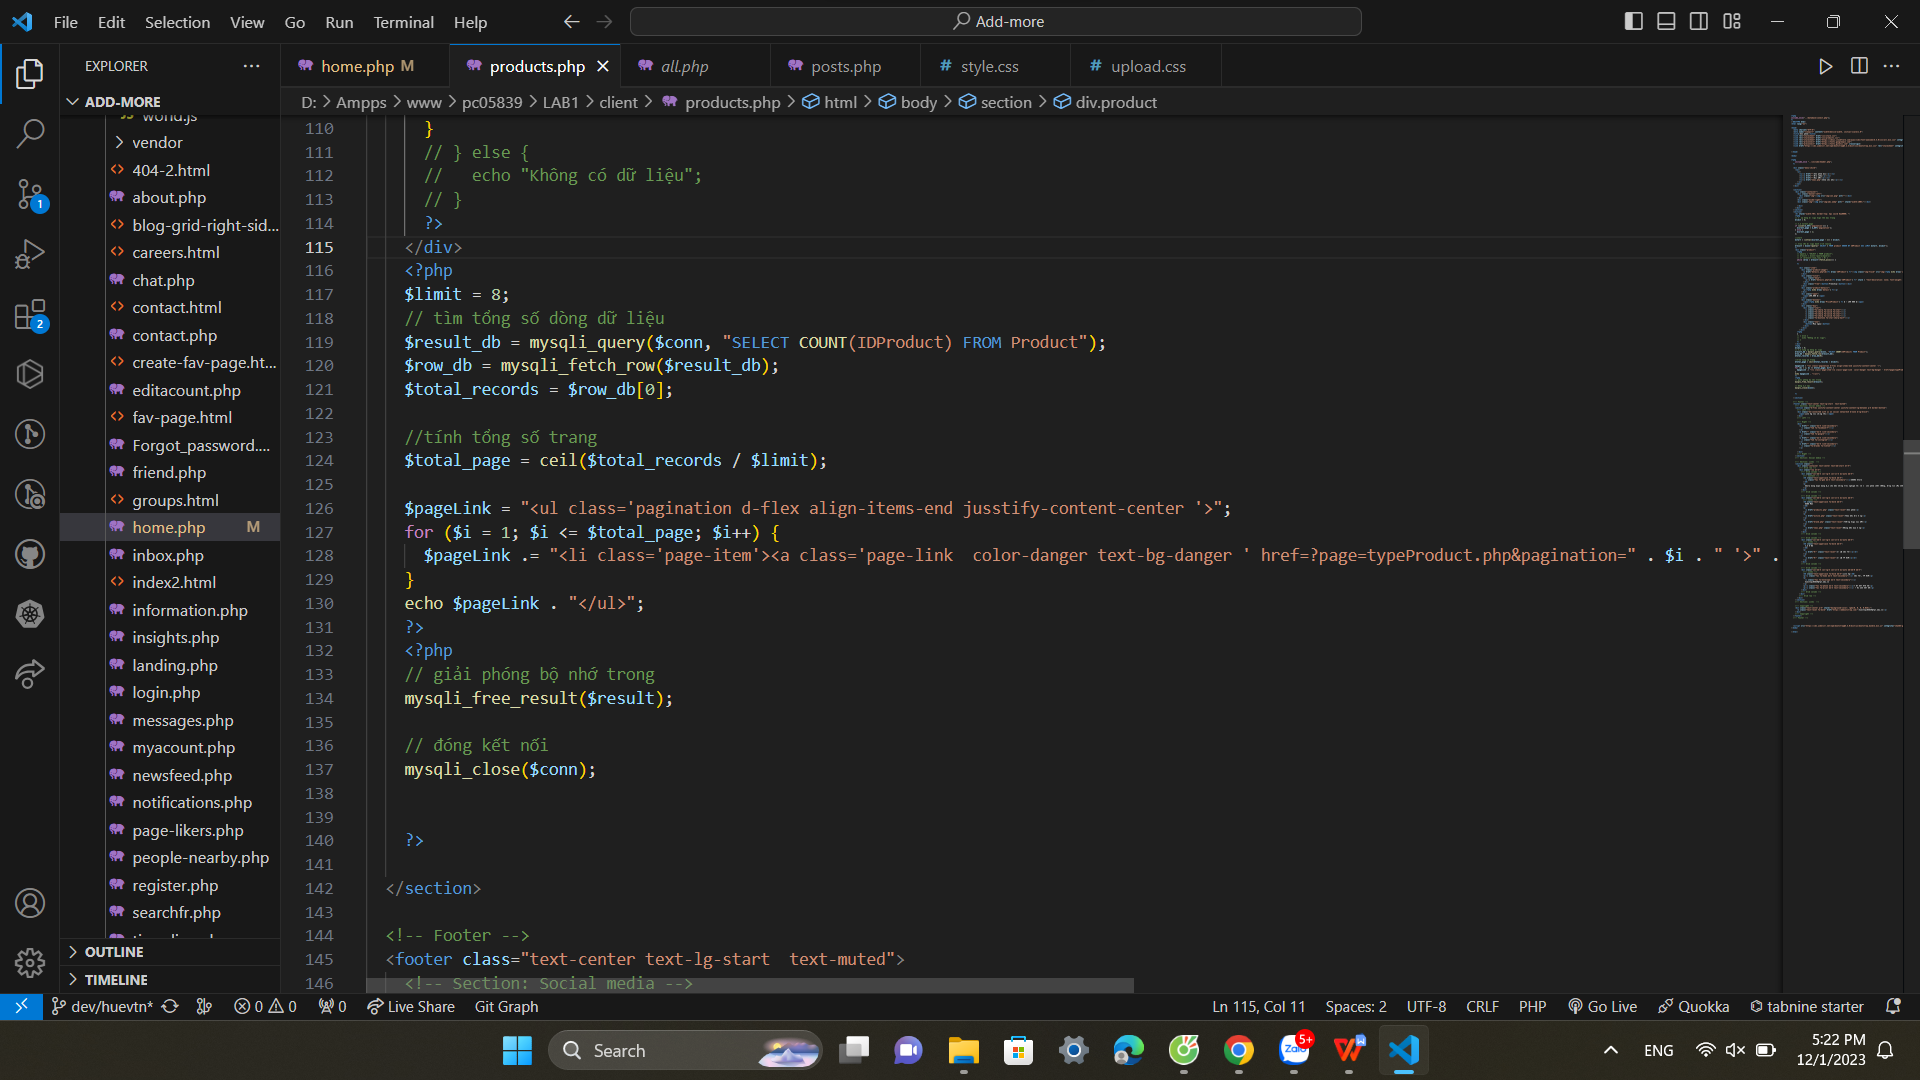 File Edit Selection View Go Run Terminal Help
Add-more
EXPLORER
home.php M
products.php
all.php
posts.php
# style.css
# upload.css
ADD-MORE
D: > Ampps > www > pc05839 > LAB1 > client > products.php > html > body > section > div.product
world.js
vendor
404-2.html
about.php
blog-grid-right-sid...
careers.html
chat.php
contact.html
contact.php
create-fav-page.ht...
editacount.php
fav-page.html
Forgot_password....
friend.php
groups.html
home.php M
inbox.php
index2.html
information.php
insights.php
landing.php
login.php
messages.php
myacount.php
newsfeed.php
notifications.php
page-likers.php
people-nearby.php
register.php
searchfr.php
OUTLINE
TIMELINE
1
2
110 }
111 // } else {
112 //   echo "Không có dữ liệu";
113 // }
114 ?>
115 </div>
116 <?php
117 $limit = 8;
118 // tìm tổng số dòng dữ liệu
119 $result_db = mysqli_query($conn, "SELECT COUNT(IDProduct) FROM Product");
120 $row_db = mysqli_fetch_row($result_db);
121 $total_records = $row_db[0];
122
123 //tính tổng số trang
124 $total_page = ceil($total_records / $limit);
125
126 $pageLink = "<ul class='pagination d-flex align-items-end jusstify-content-center '>";
127 for ($i = 1; $i <= $total_page; $i++) {
128 $pageLink .= "<li class='page-item'><a class='page-link  color-danger text-bg-danger ' href=?page=typeProduct.php&pagination=" . $i . " '>" .
129 }
130 echo $pageLink . "</ul>";
131 ?>
132 <?php
133 // giải phóng bộ nhớ trong
134 mysqli_free_result($result);
135
136 // đóng kết nối
137 mysqli_close($conn);
138
139
140 ?>
141
142 </section>
143
144 <!-- Footer -->
145 <footer class="text-center text-lg-start  text-muted">
146 <!-- Section: Social media -->
dev/huevtn* 0 0 0 Live Share Git Graph
Ln 115, Col 11 Spaces: 2 UTF-8 CRLF PHP Go Live Quokka tabnine starter
Search
Zalo
5+
W
ENG
5:22 PM
12/1/2023